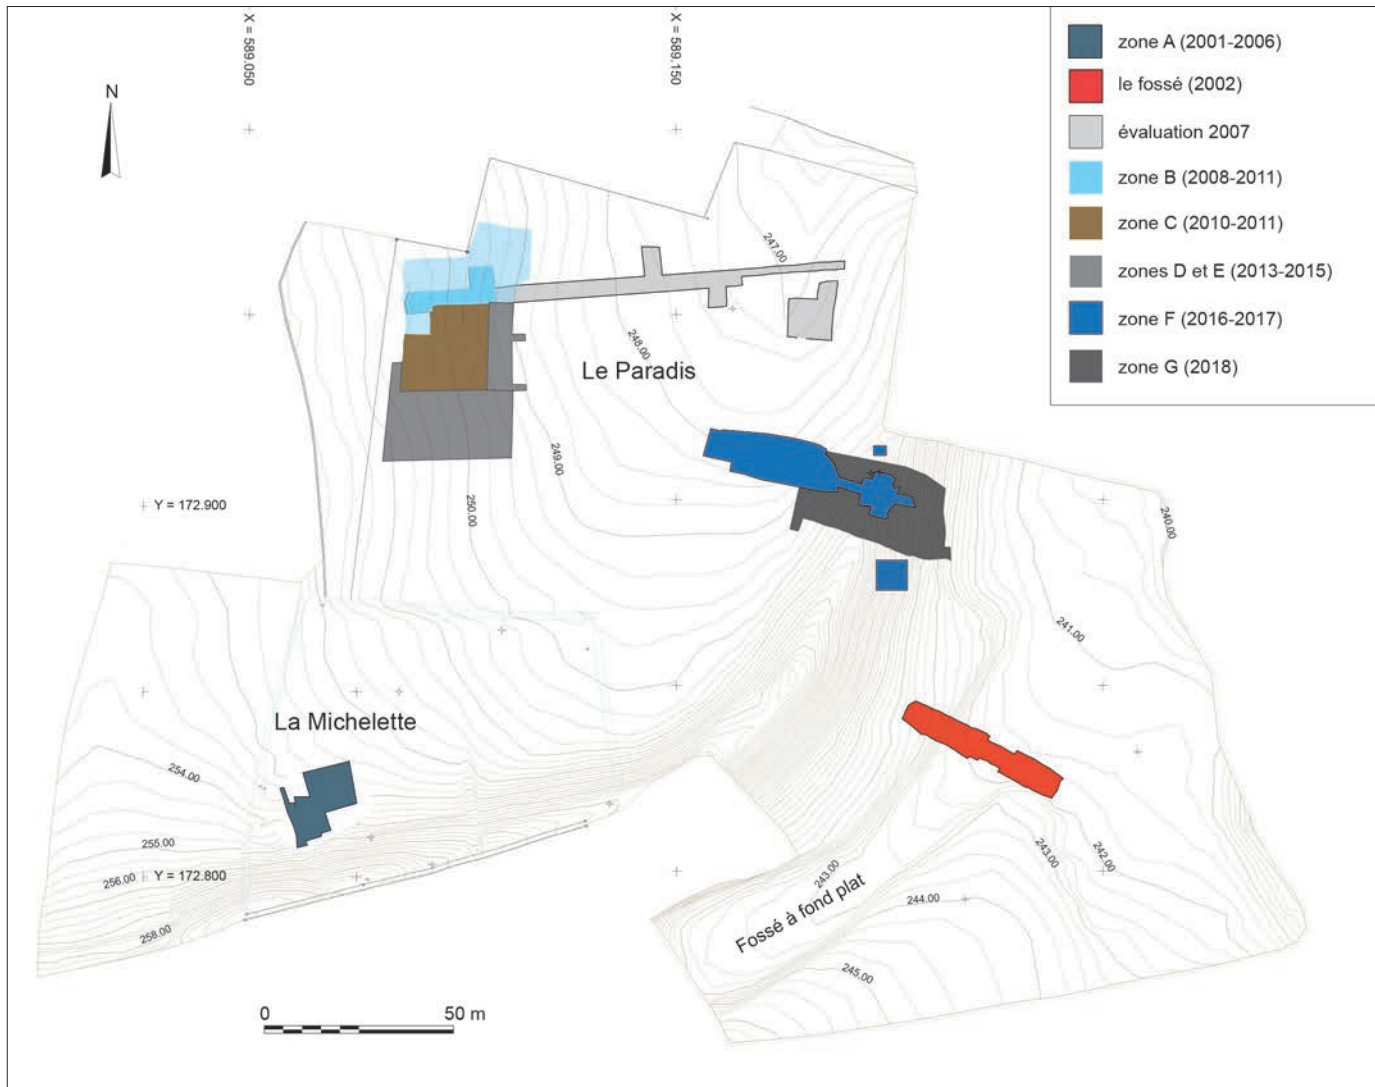 X = 589.050
X = 589.150
zone A (2001-2006)
le fossé (2002)
évaluation 2007
zone B (2008-2011)
zone C (2010-2011)
zones D et E (2013-2015)
zone F (2016-2017)
zone G (2018)
N
247.00
248.00
Le Paradis
249.00
250.00
Y = 172.900
240.00
241.00
La Michelette
254.00
255.00
256.00
Y = 172.800
258.00
243.00
242.00
243.00
244.00
Fossé à fond plat
245.00
0 50 m